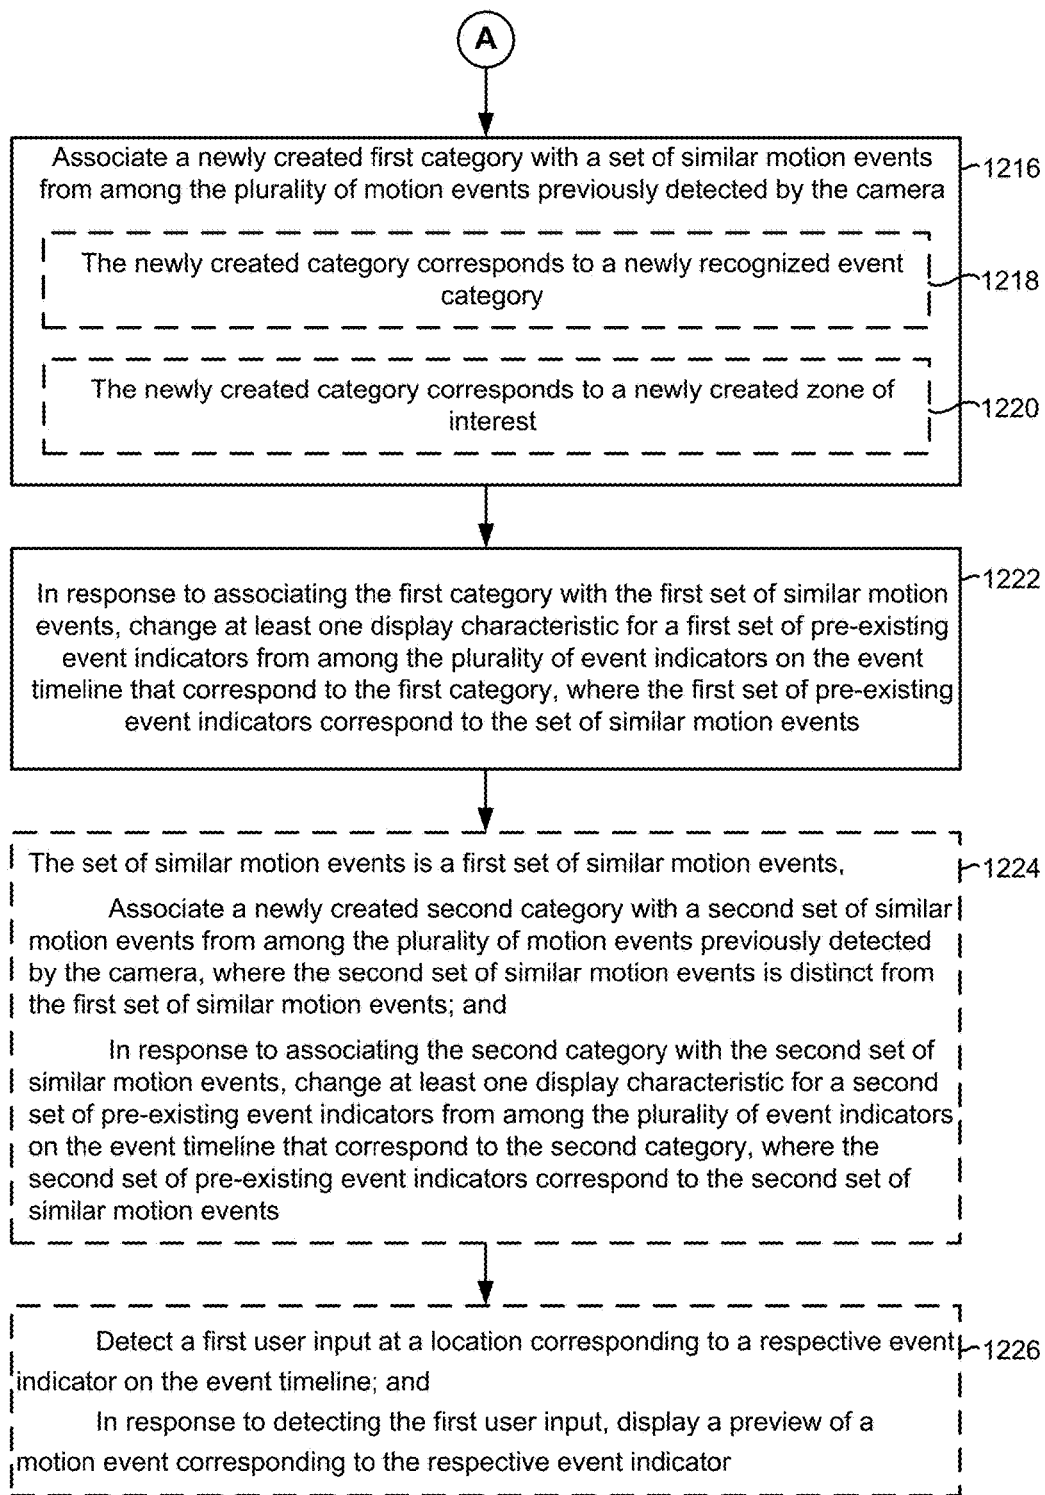 A
Associate a newly created first category with a set of similar motion events
from among the plurality of motion events previously detected by the camera
1216
The newly created category corresponds to a newly recognized event
category
1218
The newly created category corresponds to a newly created zone of
interest
1220
In response to associating the first category with the first set of similar motion
events, change at least one display characteristic for a first set of pre-existing
event indicators from among the plurality of event indicators on the event
timeline that correspond to the first category, where the first set of pre-existing
event indicators correspond to the set of similar motion events
1222
The set of similar motion events is a first set of similar motion events,
Associate a newly created second category with a second set of similar
motion events from among the plurality of motion events previously detected
by the camera, where the second set of similar motion events is distinct from
the first set of similar motion events; and
In response to associating the second category with the second set of
similar motion events, change at least one display characteristic for a second
set of pre-existing event indicators from among the plurality of event indicators
on the event timeline that correspond to the second category, where the
second set of pre-existing event indicators correspond to the second set of
similar motion events
1224
Detect a first user input at a location corresponding to a respective event
indicator on the event timeline; and
In response to detecting the first user input, display a preview of a
motion event corresponding to the respective event indicator
1226